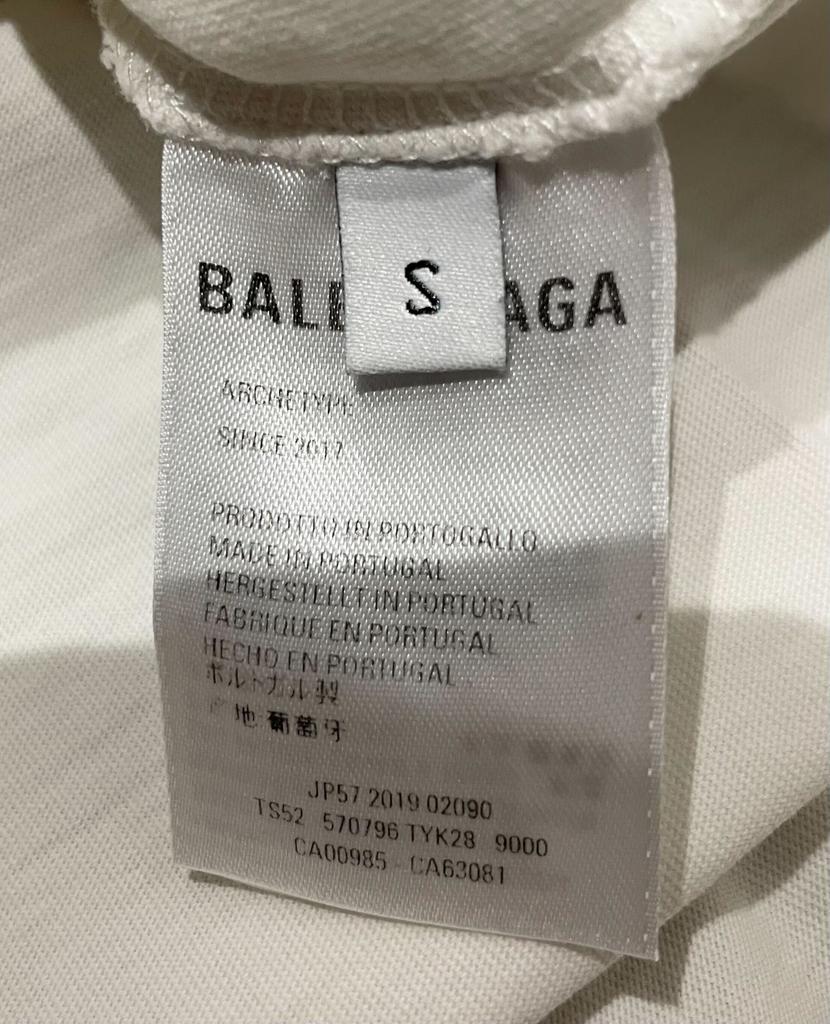 S
BALE AGA
ARCHETYPE
SINCE 2017
PRODOTTO IN PORTOGALLO
MADE IN PORTUGAL
HERGESTELLT IN PORTUGAL
FABRIQUE EN PORTUGAL
HECHO EN PORTUGAL
ポルトガル製
产地葡萄牙
JP57 2019 02090
TS52 570796 TYK28 9000
CA00985 - CA63081